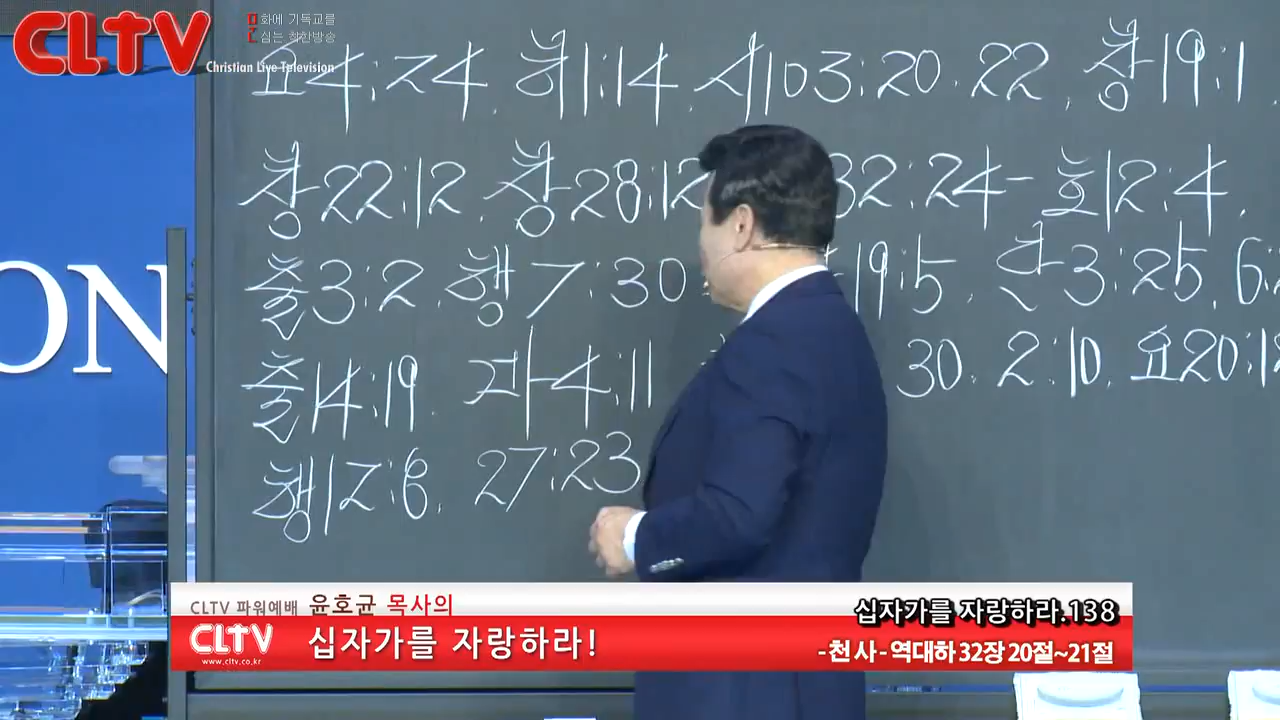 CLTV
문화에 기독교를
심는 착한방송
Christian Live Television
요4:24. 히1:14. 시103:20.22. 창19:1.
창22:12. 창28:12 32:24- 호12:4.
출3:2. 행7:30 19:5. 단3:25. 6:
출14:19. 마4:11 30. 2:10. 요20:12
행12:8. 27:23
ON
CLTV 파워예배 윤호균 목사의
십자가를 자랑하라.138
CLTV
www.cltv.co.kr
십자가를 자랑하라!
-천사-역대하 32장 20절~21절